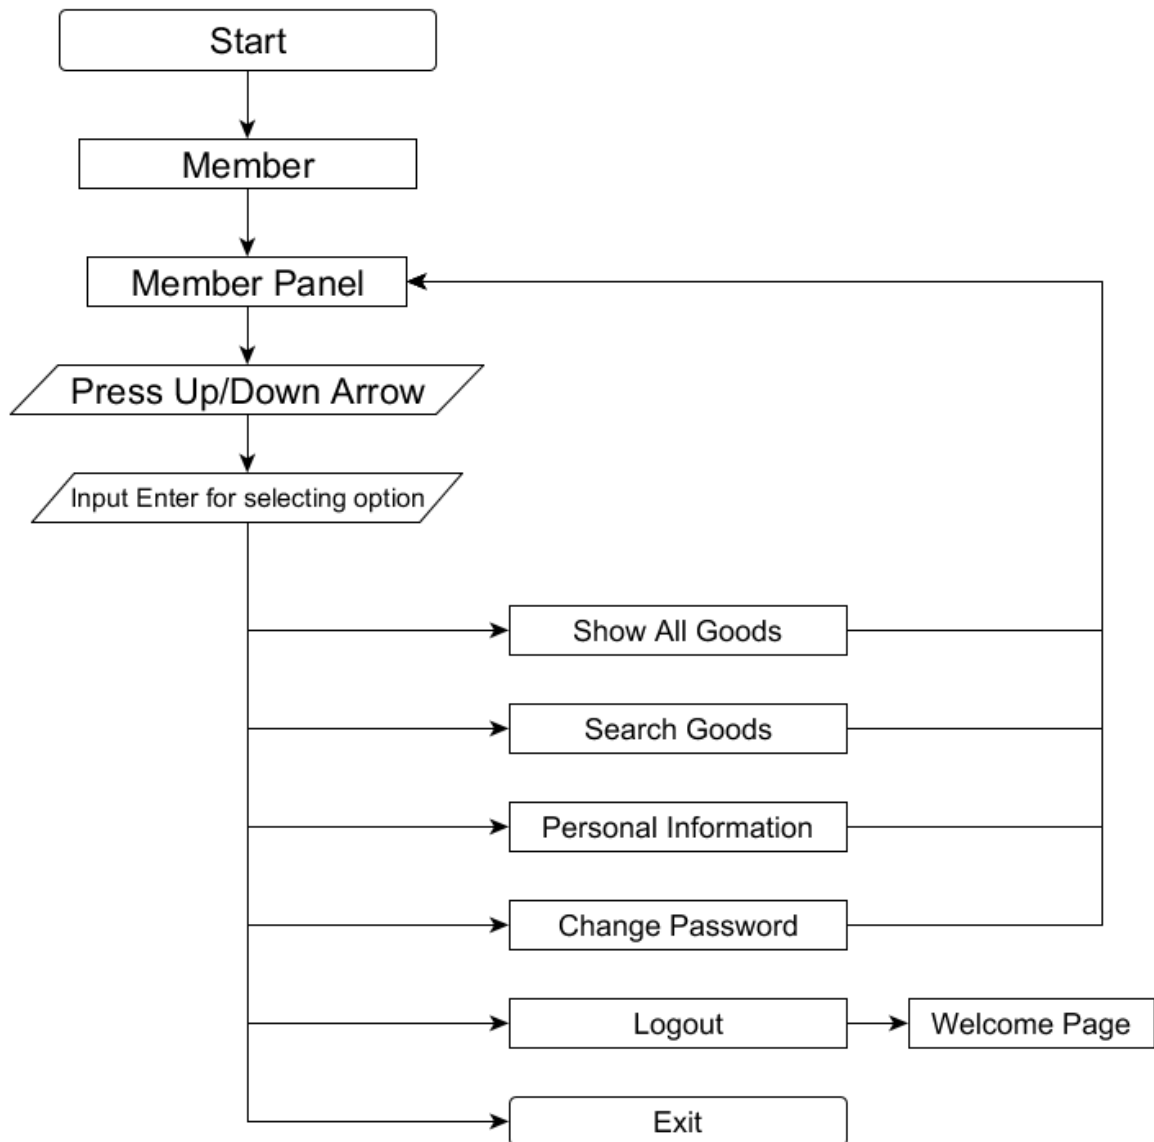 Start
Member
Member Panel
Press Up/Down Arrow
Input Enter for selecting option
Show All Goods
Search Goods
Personal Information
Change Password
Logout
Welcome Page
Exit